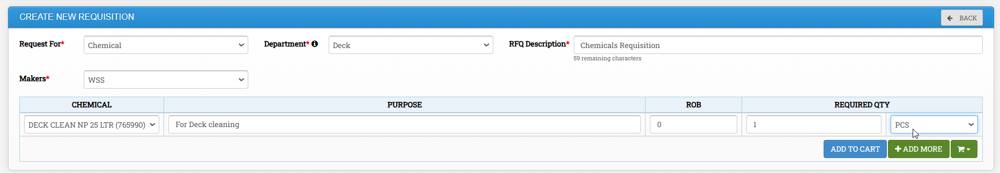 CREATE NEW REQUISITION
BACK
Request For*
Chemical
Department*
Deck
RFQ Description*
Chemicals Requisition
59 remaining characters
Makers*
WSS
CHEMICAL PURPOSE ROB REQUIRED QTY
DECK CLEAN NP 25 LTR (765990) For Deck cleaning 0 1 PCS
ADD TO CART
ADD MORE